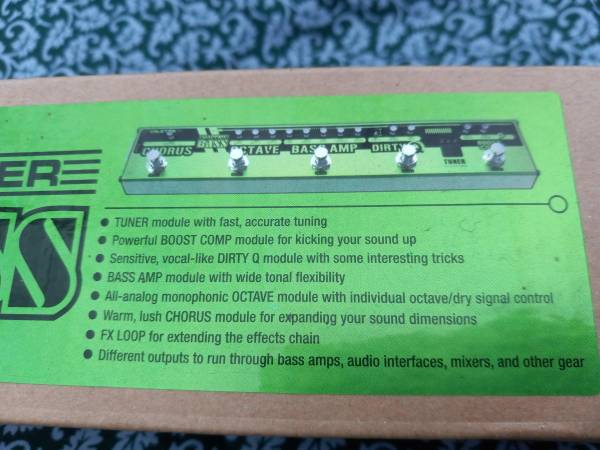 CHORUS
BASS
OCTAVE
BASS AMP
DIRTY Q
TUNER
ER
SS
• TUNER module with fast, accurate tuning
• Powerful BOOST COMP module for kicking your sound up
• Sensitive, vocal-like DIRTY Q module with some interesting tricks
• BASS AMP module with wide tonal flexibility
• All-analog monophonic OCTAVE module with individual octave/dry signal control
• Warm, lush CHORUS module for expanding your sound dimensions
• FX LOOP for extending the effects chain
• Different outputs to run through bass amps, audio interfaces, mixers, and other gear